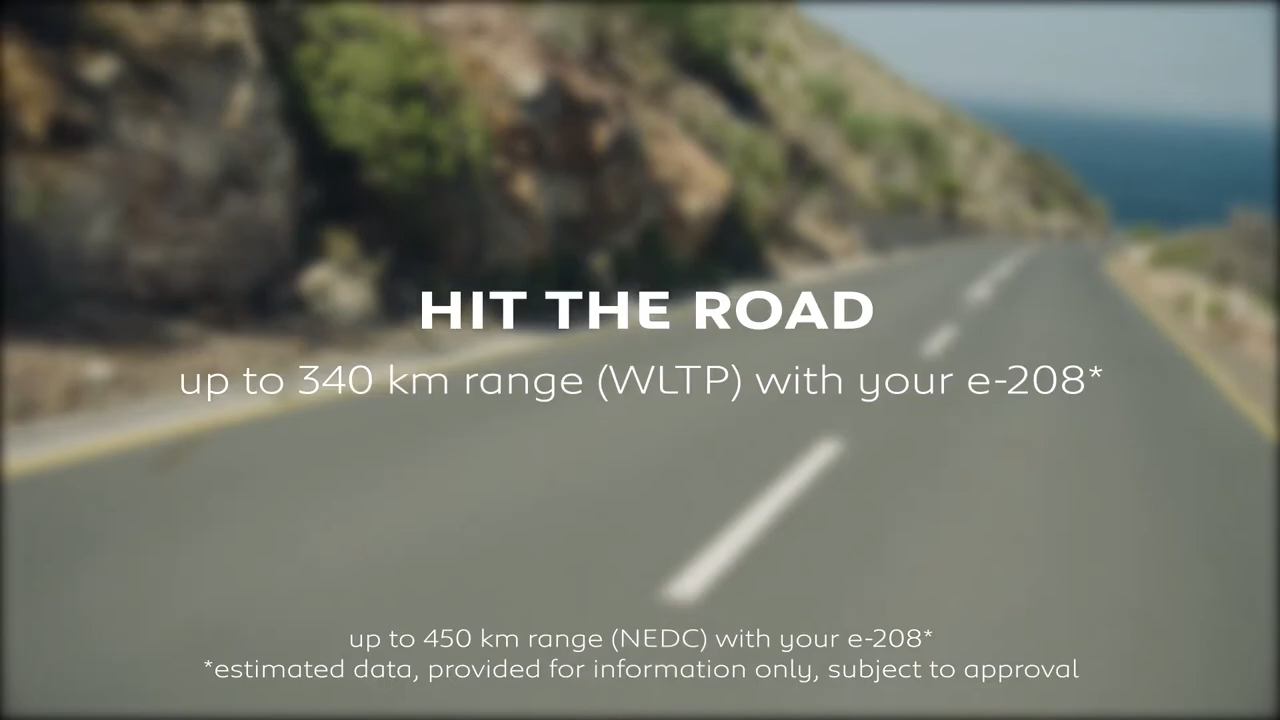 HIT THE ROAD
up to 340 km range (WLTP) with your e-208*
up to 450 km range (NEDC) with your e-208*
*estimated data, provided for information only, subject to approval